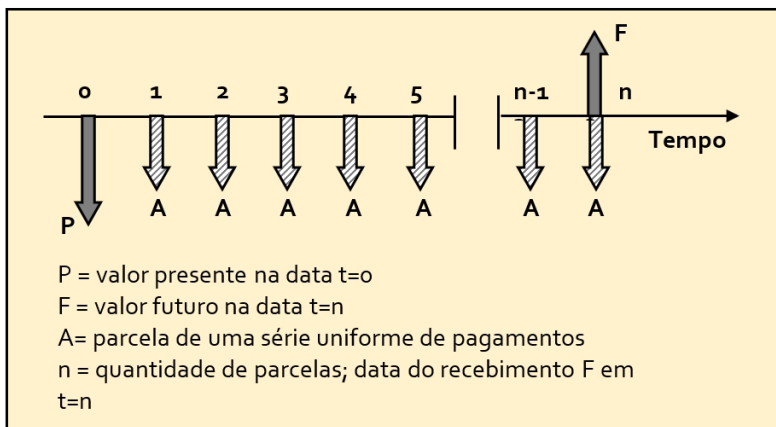 F
0 1 2 3 4 5 n-1 n
Tempo
P A A A A A A A
P = valor presente na data t=0
F = valor futuro na data t=n
A= parcela de uma série uniforme de pagamentos
n = quantidade de parcelas; data do recebimento F em
t=n